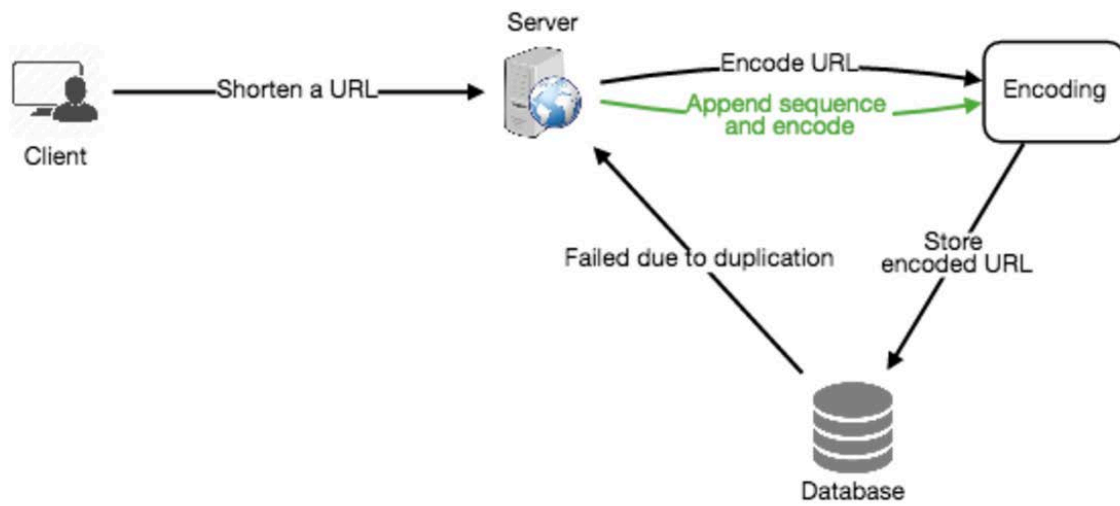 Server
Shorten a URL
Client
Encode URL
Append sequence
and encode
Encoding
Failed due to duplication
Store
encoded URL
Database